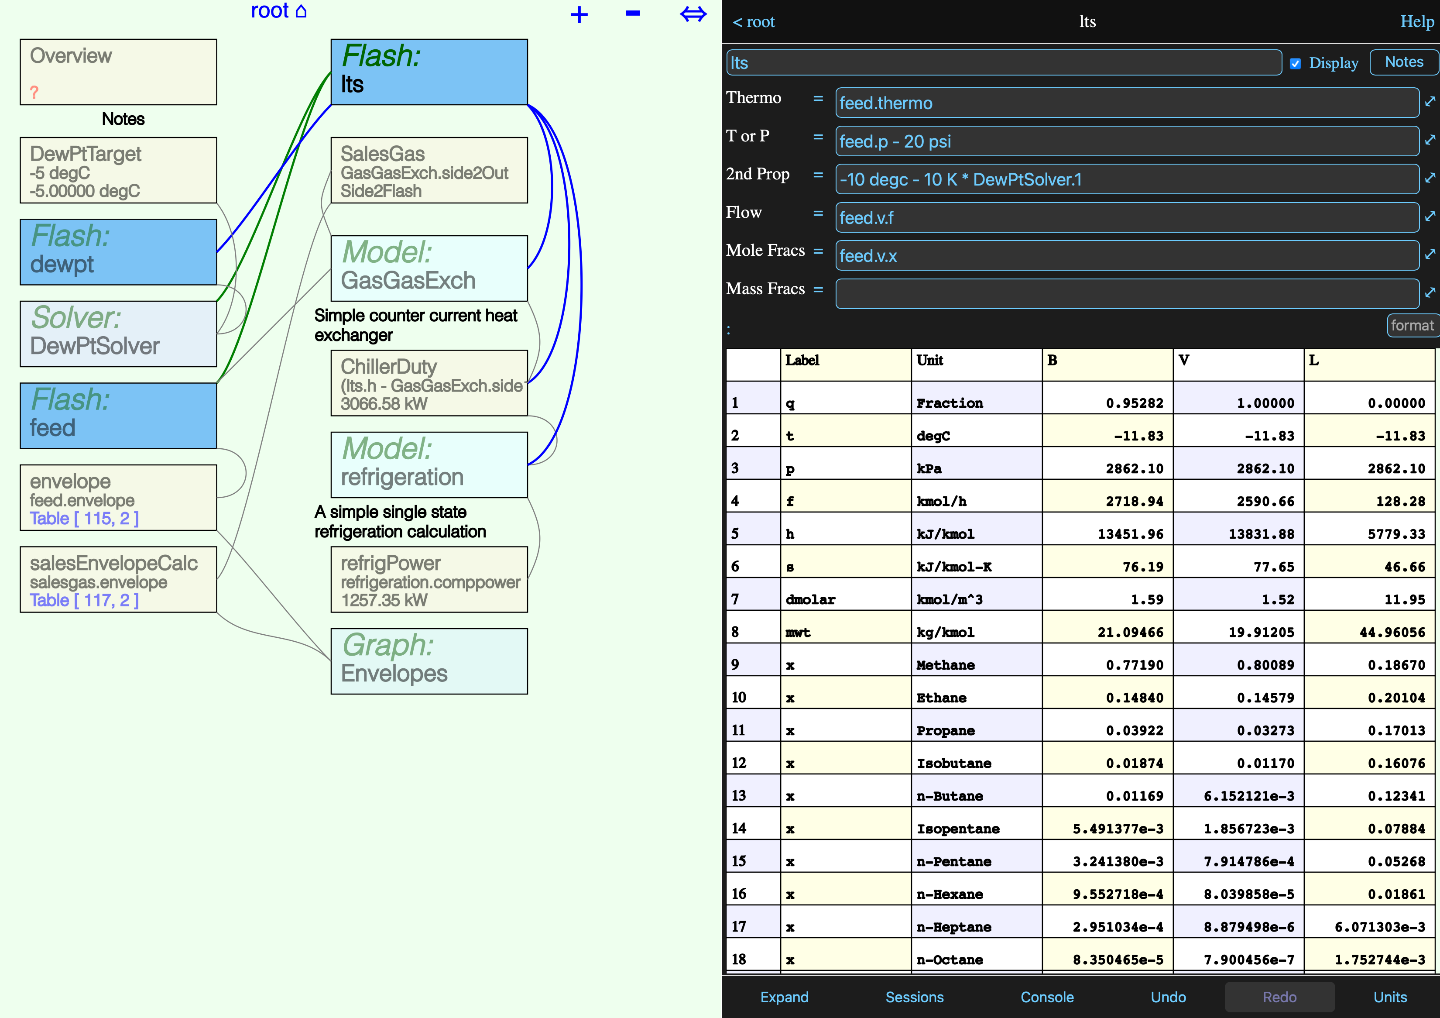 root ⌂
+ - ⇔
Overview
?
Notes
DewPtTarget
-5 degC
-5.00000 degC
Flash:
dewpt
Solver:
DewPtSolver
Flash:
feed
envelope
feed.envelope
Table [ 115, 2 ]
salesEnvelopeCalc
salesgas.envelope
Table [ 117, 2 ]
Flash:
lts
SalesGas
GasGasExch.side2Out
Side2Flash
Model:
GasGasExch
Simple counter current heat
exchanger
ChillerDuty
(lts.h - GasGasExch.side
3066.58 kW
Model:
refrigeration
A simple single state
refrigeration calculation
refrigPower
refrigeration.comppower
1257.35 kW
Graph:
Envelopes
< root lts Help
lts Display Notes
Thermo = feed.thermo
T or P = feed.p - 20 psi
2nd Prop = -10 degc - 10 K * DewPtSolver.1
Flow = feed.v.f
Mole Fracs = feed.v.x
Mass Fracs =
: format
Label Unit B V L
1 q Fraction 0.95282 1.00000 0.00000
2 t degC -11.83 -11.83 -11.83
3 p kPa 2862.10 2862.10 2862.10
4 f kmol/h 2718.94 2590.66 128.28
5 h kJ/kmol 13451.96 13831.88 5779.33
6 s kJ/kmol-K 76.19 77.65 46.66
7 dmolar kmol/m^3 1.59 1.52 11.95
8 mwt kg/kmol 21.09466 19.91205 44.96056
9 x Methane 0.77190 0.80089 0.18670
10 x Ethane 0.14840 0.14579 0.20104
11 x Propane 0.03922 0.03273 0.17013
12 x Isobutane 0.01874 0.01170 0.16076
13 x n-Butane 0.01169 6.152121e-3 0.12341
14 x Isopentane 5.491377e-3 1.856723e-3 0.07884
15 x n-Pentane 3.241380e-3 7.914786e-4 0.05268
16 x n-Hexane 9.552718e-4 8.039858e-5 0.01861
17 x n-Heptane 2.951034e-4 8.879498e-6 6.071303e-3
18 x n-Octane 8.350465e-5 7.900456e-7 1.752744e-3
Expand Sessions Console Undo Redo Units